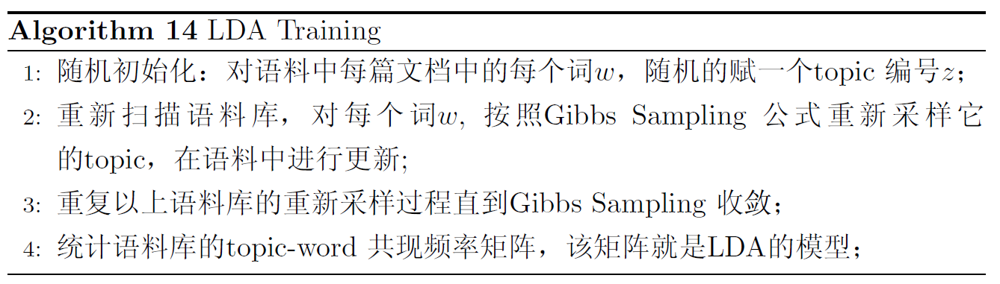 Algorithm 14 LDA Training
1: 随机初始化：对语料中每篇文档中的每个词w，随机的赋一个topic 编号z；
2: 重新扫描语料库，对每个词w, 按照Gibbs Sampling 公式重新采样它
的topic，在语料中进行更新;
3: 重复以上语料库的重新采样过程直到Gibbs Sampling 收敛；
4: 统计语料库的topic-word 共现频率矩阵，该矩阵就是LDA的模型；